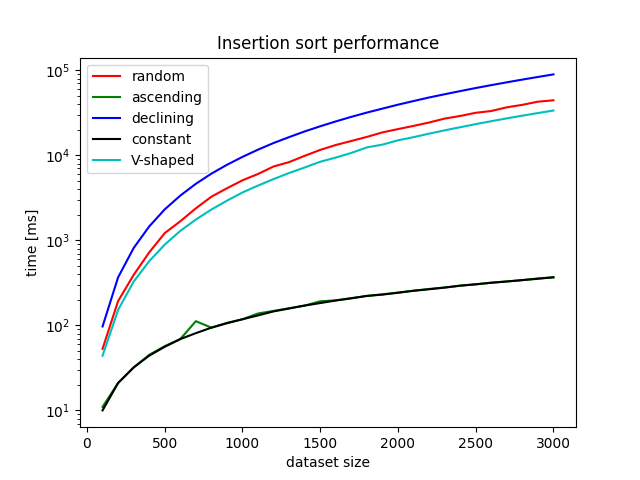 Insertion sort performance
random
ascending
declining
constant
V-shaped
10⁵
10⁴
10³
10²
10¹
time [ms]
0 500 1000 1500 2000 2500 3000
dataset size